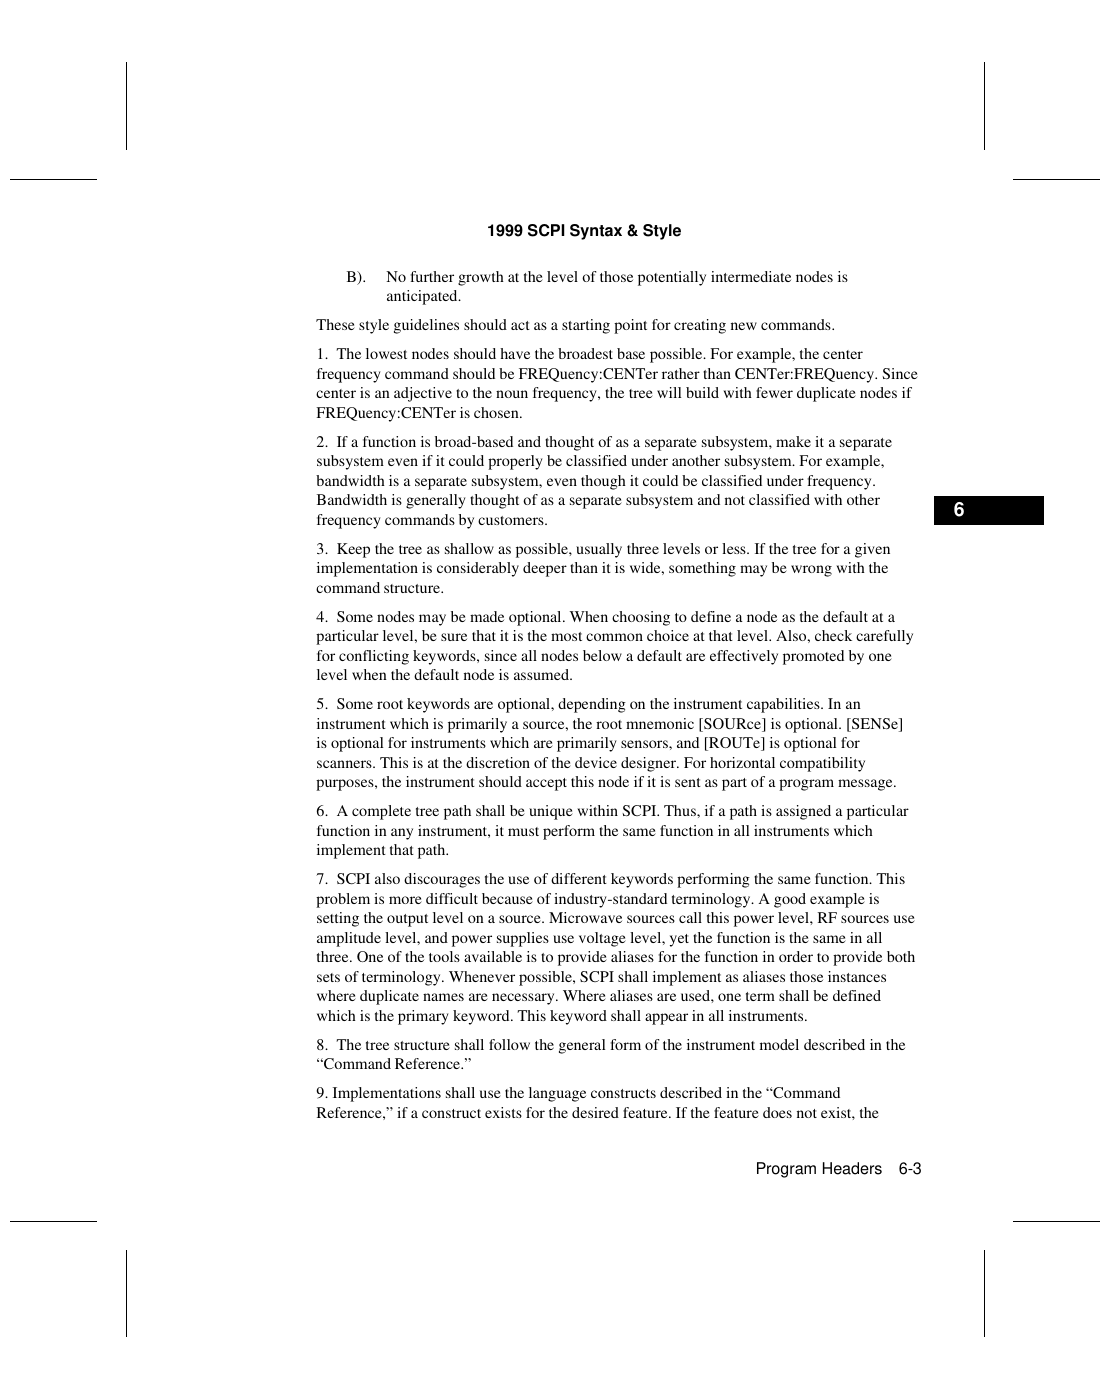 1999 SCPI Syntax & Style
B). No further growth at the level of those potentially intermediate nodes is
anticipated.
These style guidelines should act as a starting point for creating new commands.
1. The lowest nodes should have the broadest base possible. For example, the center
frequency command should be FREQuency:CENTer rather than CENTer:FREQuency. Since
center is an adjective to the noun frequency, the tree will build with fewer duplicate nodes if
FREQuency:CENTer is chosen.
2. If a function is broad-based and thought of as a separate subsystem, make it a separate
subsystem even if it could properly be classified under another subsystem. For example,
bandwidth is a separate subsystem, even though it could be classified under frequency.
Bandwidth is generally thought of as a separate subsystem and not classified with other
frequency commands by customers.
6
3. Keep the tree as shallow as possible, usually three levels or less. If the tree for a given
implementation is considerably deeper than it is wide, something may be wrong with the
command structure.
4. Some nodes may be made optional. When choosing to define a node as the default at a
particular level, be sure that it is the most common choice at that level. Also, check carefully
for conflicting keywords, since all nodes below a default are effectively promoted by one
level when the default node is assumed.
5. Some root keywords are optional, depending on the instrument capabilities. In an
instrument which is primarily a source, the root mnemonic [SOURce] is optional. [SENSe]
is optional for instruments which are primarily sensors, and [ROUTe] is optional for
scanners. This is at the discretion of the device designer. For horizontal compatibility
purposes, the instrument should accept this node if it is sent as part of a program message.
6. A complete tree path shall be unique within SCPI. Thus, if a path is assigned a particular
function in any instrument, it must perform the same function in all instruments which
implement that path.
7. SCPI also discourages the use of different keywords performing the same function. This
problem is more difficult because of industry-standard terminology. A good example is
setting the output level on a source. Microwave sources call this power level, RF sources use
amplitude level, and power supplies use voltage level, yet the function is the same in all
three. One of the tools available is to provide aliases for the function in order to provide both
sets of terminology. Whenever possible, SCPI shall implement as aliases those instances
where duplicate names are necessary. Where aliases are used, one term shall be defined
which is the primary keyword. This keyword shall appear in all instruments.
8. The tree structure shall follow the general form of the instrument model described in the
“Command Reference.”
9. Implementations shall use the language constructs described in the “Command
Reference,” if a construct exists for the desired feature. If the feature does not exist, the
Program Headers 6-3